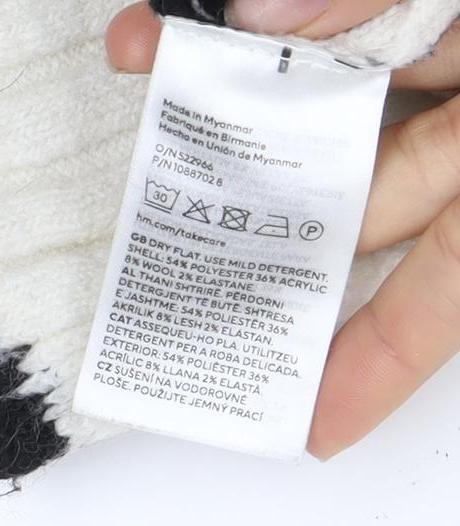 Made in Myanmar
Fabriqué en Birmanie
Hecho en Unión de Myanmar
O/N 522966
P/N 1088702 8
30
P
hm.com/takecare
GB DRY FLAT. USE MILD DETERGENT.
SHELL: 54% POLYESTER 36% ACRYLIC
8% WOOL 2% ELASTANE.
AL THANI SHTRIRË. PËRDORNI
DETERGJENT TË BUTË. SHTRESA
E JASHTME: 54% POLIESTËR 36%
AKRILIK 8% LESH 2% ELASTAN.
CAT ASSEQUEU-HO PLA. UTILITZEU
DETERGENT PER A ROBA DELICADA.
EXTERIOR: 54% POLIÈSTER 36%
ACRÍLIC 8% LLANA 2% ELASTÀ.
CZ SUŠENÍ NA VODOROVNÉ
PLOŠE. POUŽIJTE JEMNÝ PRACÍ